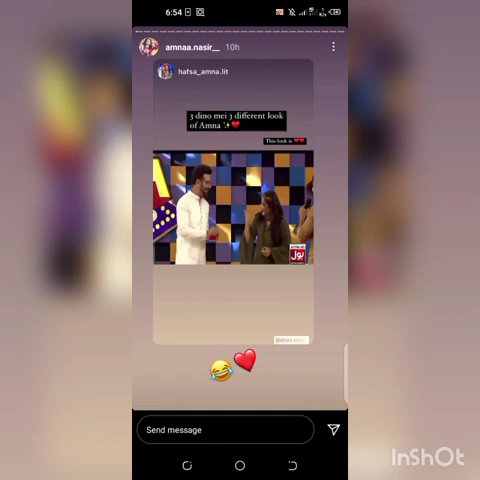 6:54
amnaa.nasir__ 10h
hafsa_amna.lit
3 dino mei 3 different look
of Amna ✨❤️
This look is ❤️❤️
بول
😂❤️
Send message
InShOt